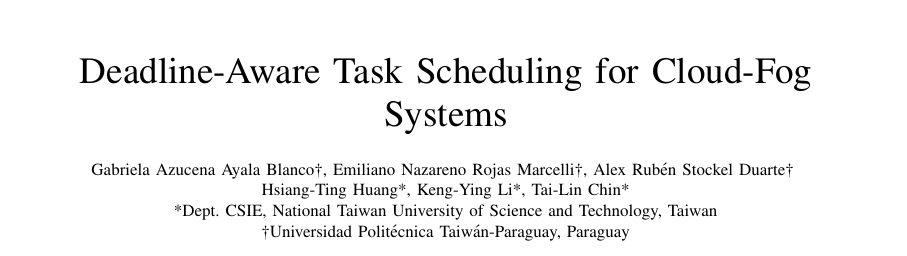 Deadline-Aware Task Scheduling for Cloud-Fog
Systems
Gabriela Azucena Ayala Blanco†, Emiliano Nazareno Rojas Marcelli†, Alex Rubén Stockel Duarte†
Hsiang-Ting Huang*, Keng-Ying Li*, Tai-Lin Chin*
*Dept. CSIE, National Taiwan University of Science and Technology, Taiwan
†Universidad Politécnica Taiwán-Paraguay, Paraguay